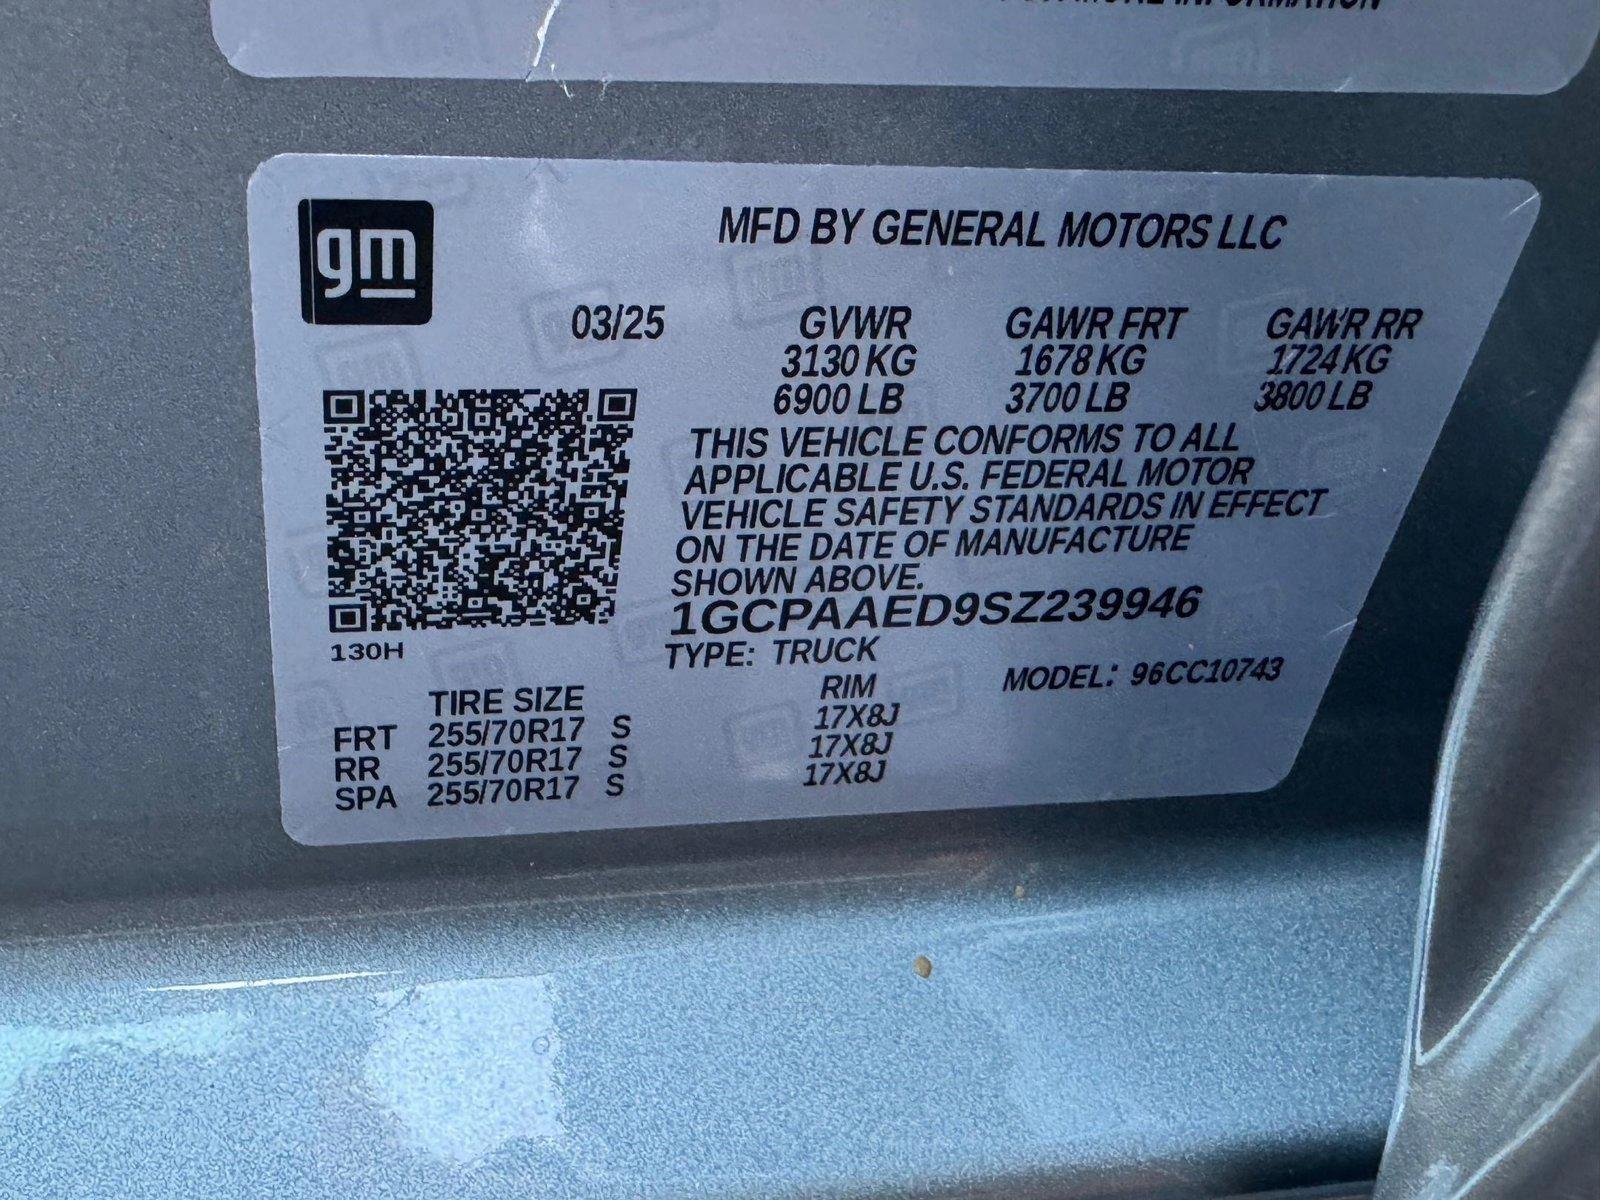 INFORMATION
gm
MFD BY GENERAL MOTORS LLC
03/25 GVWR GAWR FRT GAWR RR
3130 KG 1678 KG 1724 KG
6900 LB 3700 LB 3800 LB
THIS VEHICLE CONFORMS TO ALL
APPLICABLE U.S. FEDERAL MOTOR
VEHICLE SAFETY STANDARDS IN EFFECT
ON THE DATE OF MANUFACTURE
SHOWN ABOVE.
1GCPAAED9SZ239946
130H
TYPE: TRUCK
MODEL: 96CC10743
TIRE SIZE RIM
FRT 255/70R17 S 17X8J
RR 255/70R17 S 17X8J
SPA 255/70R17 S 17X8J